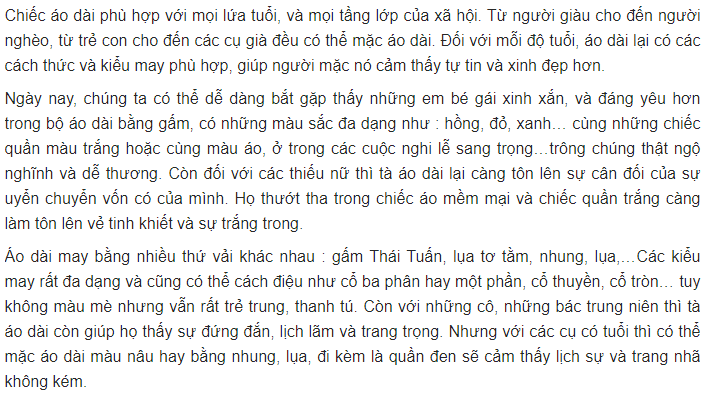 Chiếc áo dài phù hợp với mọi lứa tuổi, và mọi tầng lớp của xã hội. Từ người giàu cho đến người
nghèo, từ trẻ con cho đến các cụ già đều có thể mặc áo dài. Đối với mỗi độ tuổi, áo dài lại có các
cách thức và kiểu may phù hợp, giúp người mặc nó cảm thấy tự tin và xinh đẹp hơn.
Ngày nay, chúng ta có thể dễ dàng bắt gặp thấy những em bé gái xinh xắn, và đáng yêu hơn
trong bộ áo dài bằng gấm, có những màu sắc đa dạng như : hồng, đỏ, xanh… cùng những chiếc
quần màu trắng hoặc cùng màu áo, ở trong các cuộc nghi lễ sang trọng…trông chúng thật ngộ
nghĩnh và dễ thương. Còn đối với các thiếu nữ thì tà áo dài lại càng tôn lên sự cân đối của sự
uyển chuyển vốn có của mình. Họ thướt tha trong chiếc áo mềm mại và chiếc quần trắng càng
làm tôn lên vẻ tinh khiết và sự trắng trong.
Áo dài may bằng nhiều thứ vải khác nhau : gấm Thái Tuấn, lụa tơ tằm, nhung, lụa,…Các kiểu
may rất đa dạng và cũng có thể cách điệu như cổ ba phân hay một phần, cổ thuyền, cổ tròn… tuy
không màu mè nhưng vẫn rất trẻ trung, thanh tú. Còn với những cô, những bác trung niên thì tà
áo dài còn giúp họ thấy sự đứng đắn, lịch lãm và trang trọng. Nhưng với các cụ có tuổi thì có thể
mặc áo dài màu nâu hay bằng nhung, lụa, đi kèm là quần đen sẽ cảm thấy lịch sự và trang nhã
không kém.